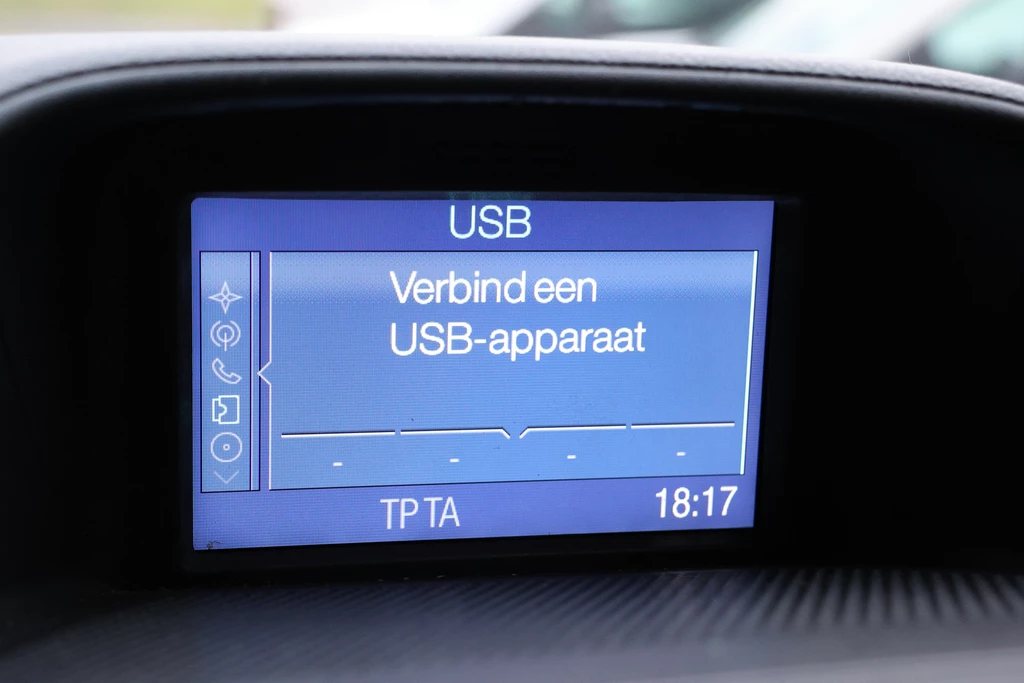 USB
Verbind een
USB-apparaat
- - - -
TP TA 18:17